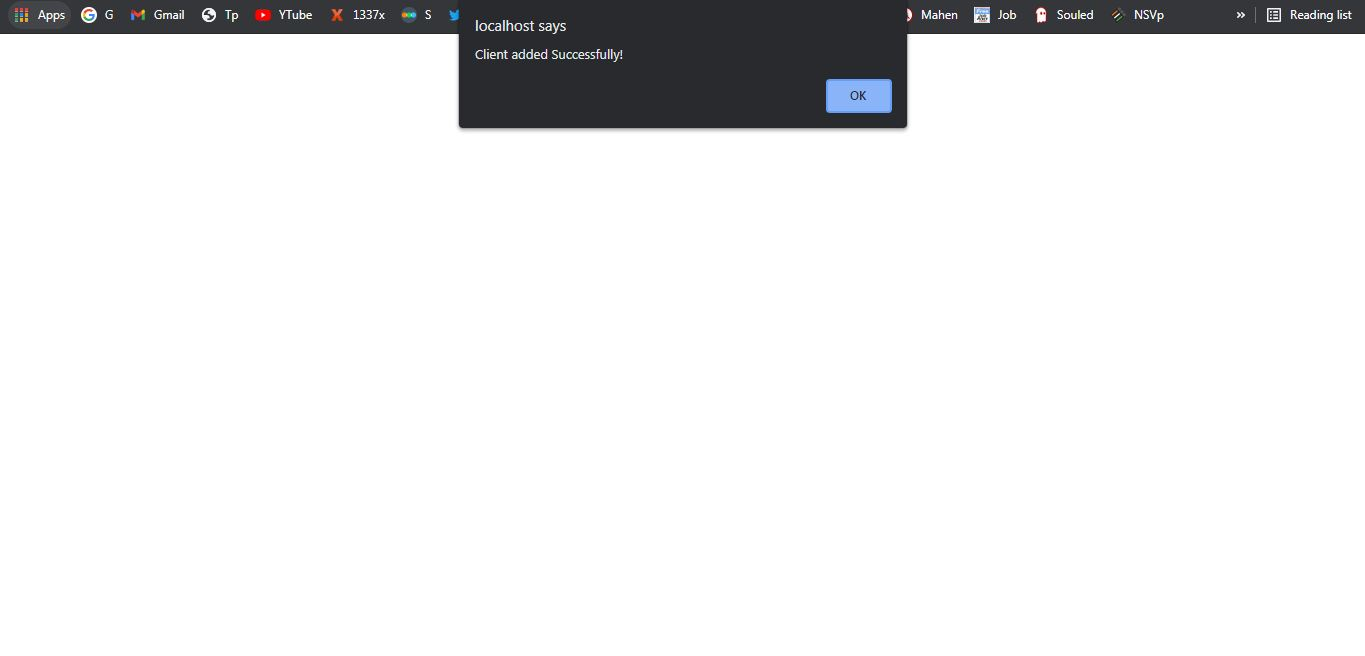 Apps G Gmail Tp YTube 1337x S Mahen Job Souled NSVp » Reading list
localhost says
Client added Successfully!
OK